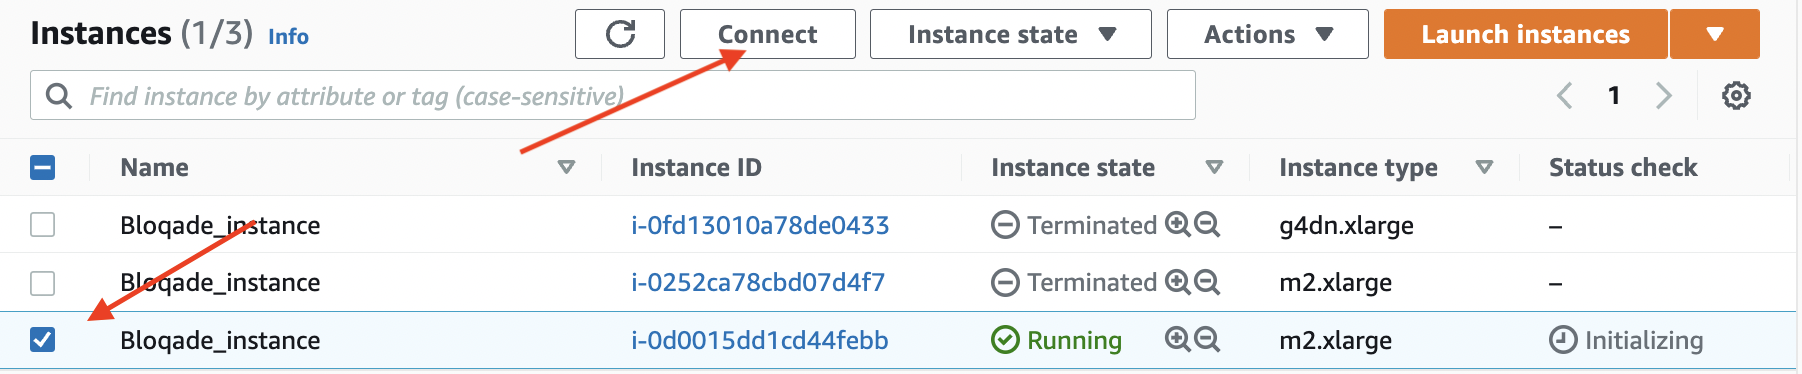 Instances (1/3) Info Connect Instance state Actions Launch instances
Find instance by attribute or tag (case-sensitive) 1
Name Instance ID Instance state Instance type Status check
Bloqade_instance i-0fd13010a78de0433 Terminated g4dn.xlarge –
Bloqade_instance i-0252ca78cbd07d4f7 Terminated m2.xlarge –
Bloqade_instance i-0d0015dd1cd44febb Running m2.xlarge Initializing